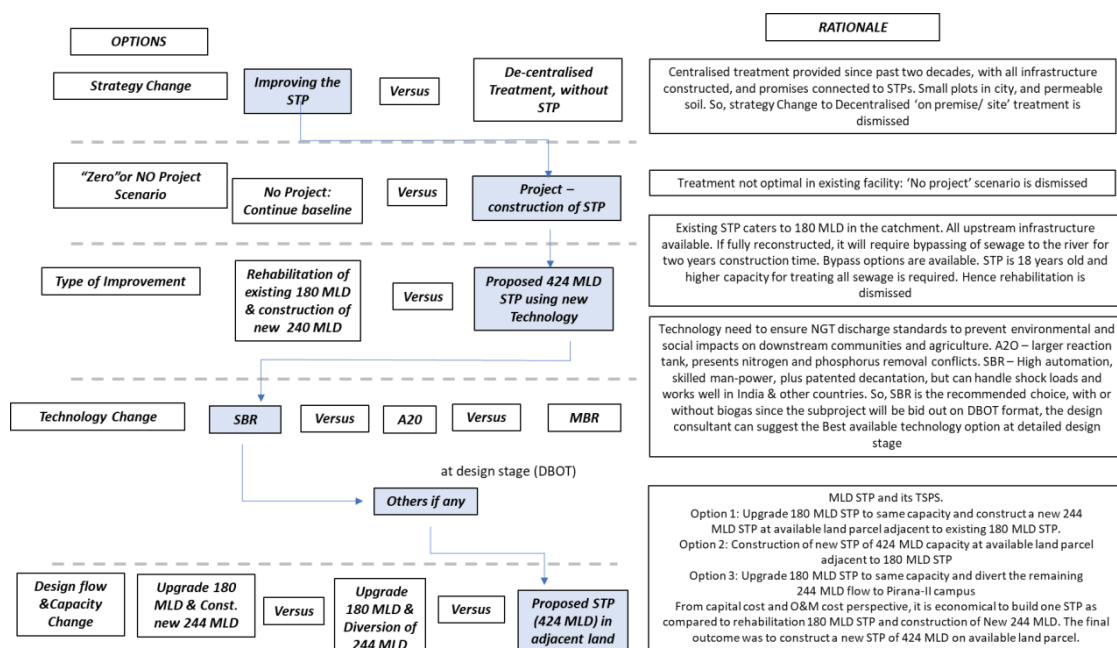 OPTIONS
RATIONALE
Strategy Change
Improving the
STP
Versus
De-centralised
Treatment, without
STP
Centralised treatment provided since past two decades, with all infrastructure
constructed, and promises connected to STPs. Small plots in city, and permeable
soil. So, strategy Change to Decentralised 'on premise/ site' treatment is
dismissed
"Zero"or NO Project
Scenario
No Project:
Continue baseline
Versus
Project –
construction of STP
Treatment not optimal in existing facility: 'No project' scenario is dismissed
Type of Improvement
Rehabilitation of
existing 180 MLD
& construction of
new 240 MLD
Versus
Proposed 424 MLD
STP using new
Technology
Existing STP caters to 180 MLD in the catchment. All upstream infrastructure
available. If fully reconstructed, it will require bypassing of sewage to the river for
two years construction time. Bypass options are available. STP is 18 years old and
higher capacity for treating all sewage is required. Hence rehabilitation is
dismissed
Technology Change
SBR
Versus
A20
Versus
MBR
Technology need to ensure NGT discharge standards to prevent environmental and
social impacts on downstream communities and agriculture. A2O – larger reaction
tank, presents nitrogen and phosphorus removal conflicts. SBR – High automation,
skilled man-power, plus patented decantation, but can handle shock loads and
works well in India & other countries. So, SBR is the recommended choice, with or
without biogas since the subproject will be bid out on DBOT format, the design
consultant can suggest the Best available technology option at detailed design
stage
at design stage (DBOT)
Others if any
Design flow
&Capacity
Change
Upgrade 180
MLD & Const.
new 244 MLD
Versus
Upgrade
180 MLD &
Diversion of
244 MLD
Versus
Proposed STP
(424 MLD) in
adjacent land
MLD STP and its TSPS.
Option 1: Upgrade 180 MLD STP to same capacity and construct a new 244
MLD STP at available land parcel adjacent to existing 180 MLD STP.
Option 2: Construction of new STP of 424 MLD capacity at available land parcel
adjacent to 180 MLD STP
Option 3: Upgrade 180 MLD STP to same capacity and divert the remaining
244 MLD flow to Pirana-II campus
From capital cost and O&M cost perspective, it is economical to build one STP as
compared to rehabilitation 180 MLD STP and construction of New 244 MLD. The final
outcome was to construct a new STP of 424 MLD on available land parcel.